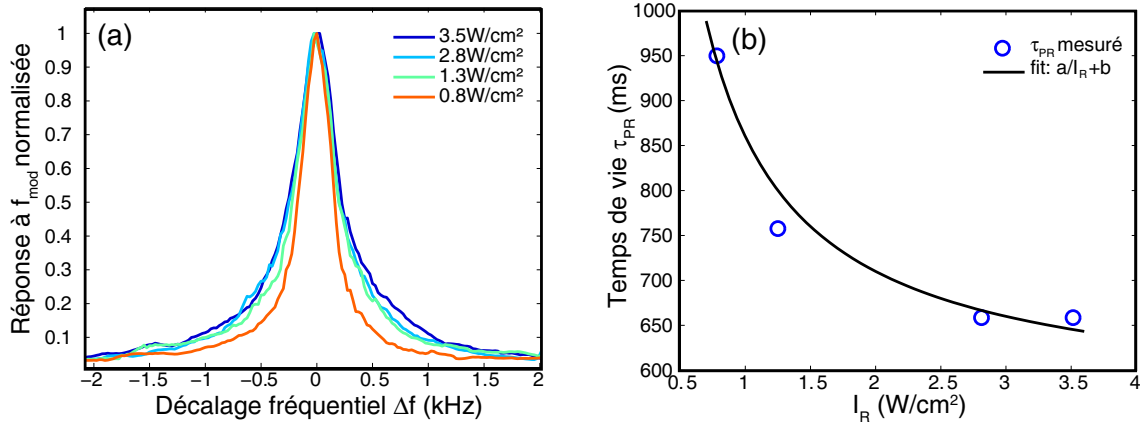 (a)
3.5W/cm²
2.8W/cm²
1.3W/cm²
0.8W/cm²
Réponse à f_mod normalisée
1
0.9
0.8
0.7
0.6
0.5
0.4
0.3
0.2
0.1
−2 −1.5 −1 −0.5 0 0.5 1 1.5 2
Décalage fréquentiel Δf (kHz)
(b)
τ_PR mesuré
fit: a/I_R+b
Temps de vie τ_PR (ms)
1000
950
900
850
800
750
700
650
600
0.5 1 1.5 2 2.5 3 3.5 4
I_R (W/cm²)